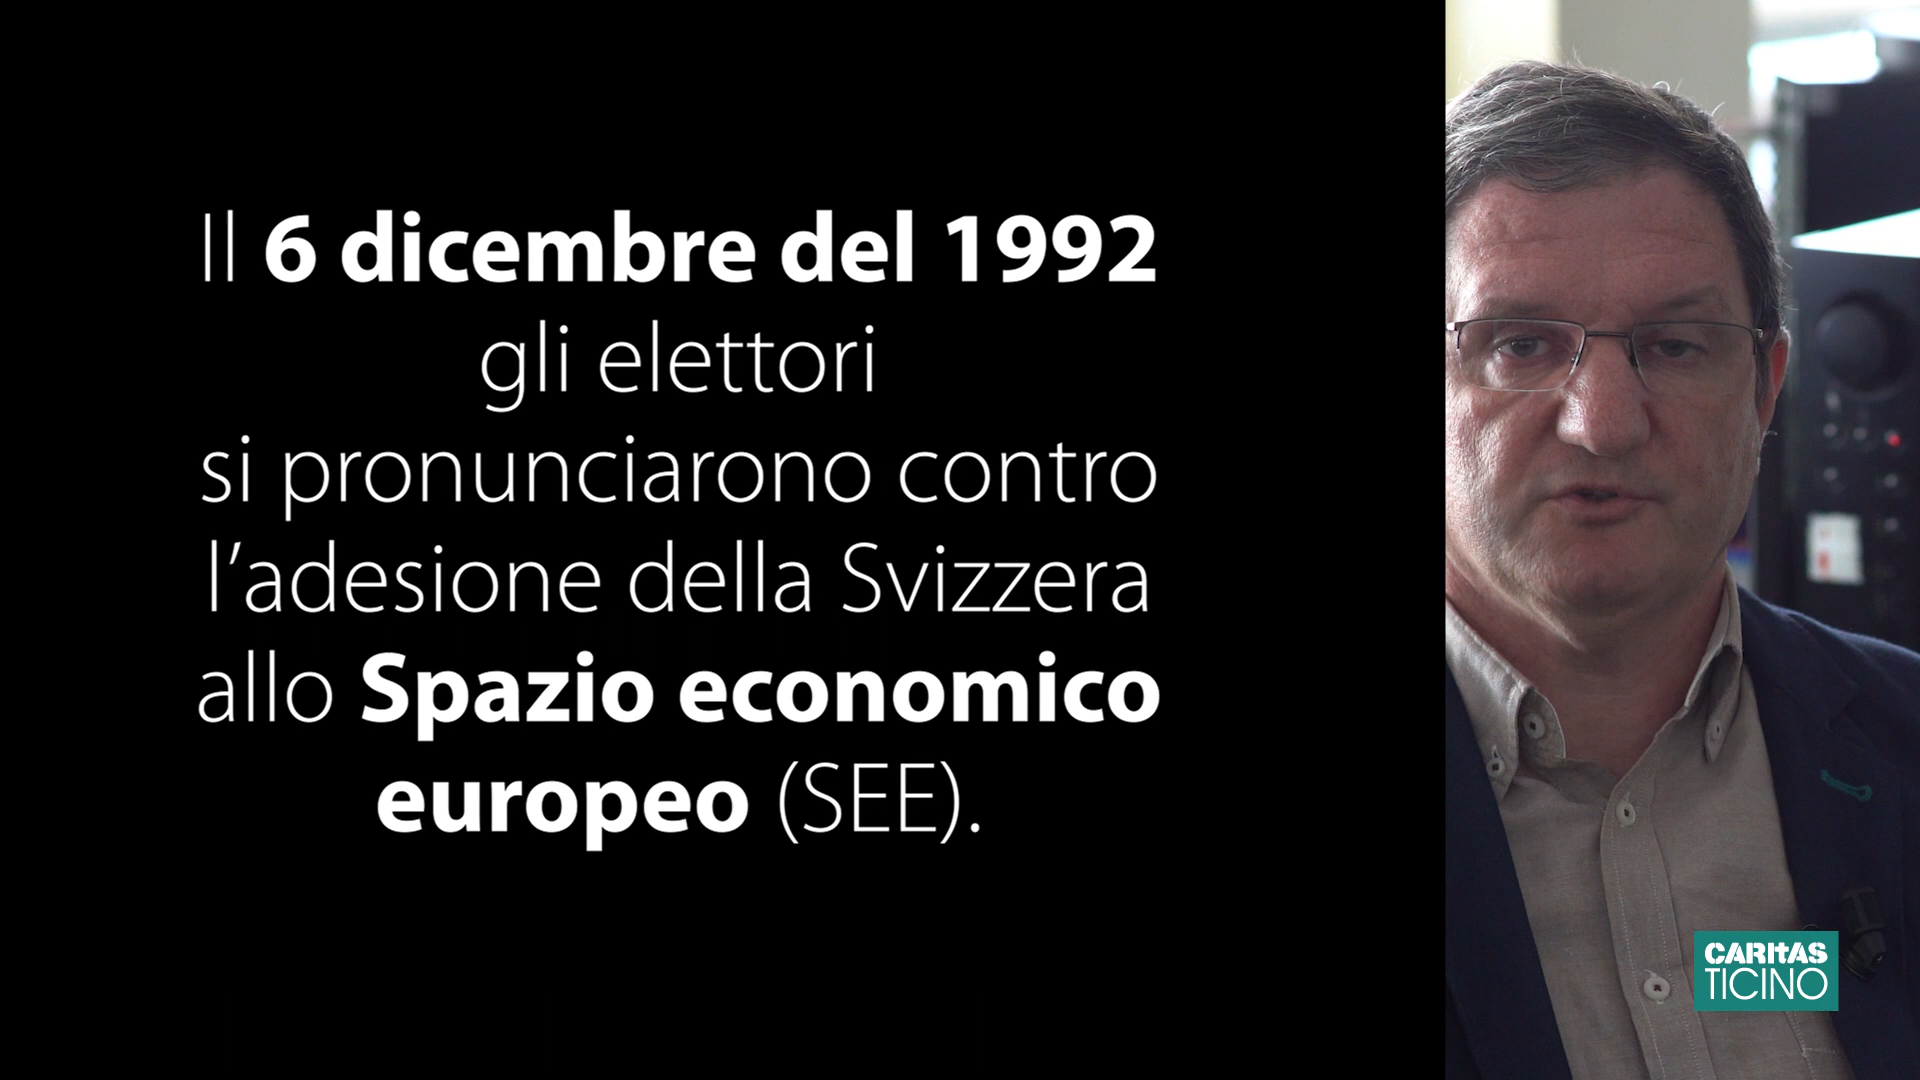 Il 6 dicembre del 1992
gli elettori
si pronunciarono contro
l’adesione della Svizzera
allo Spazio economico
europeo (SEE).
CARITAS
TICINO